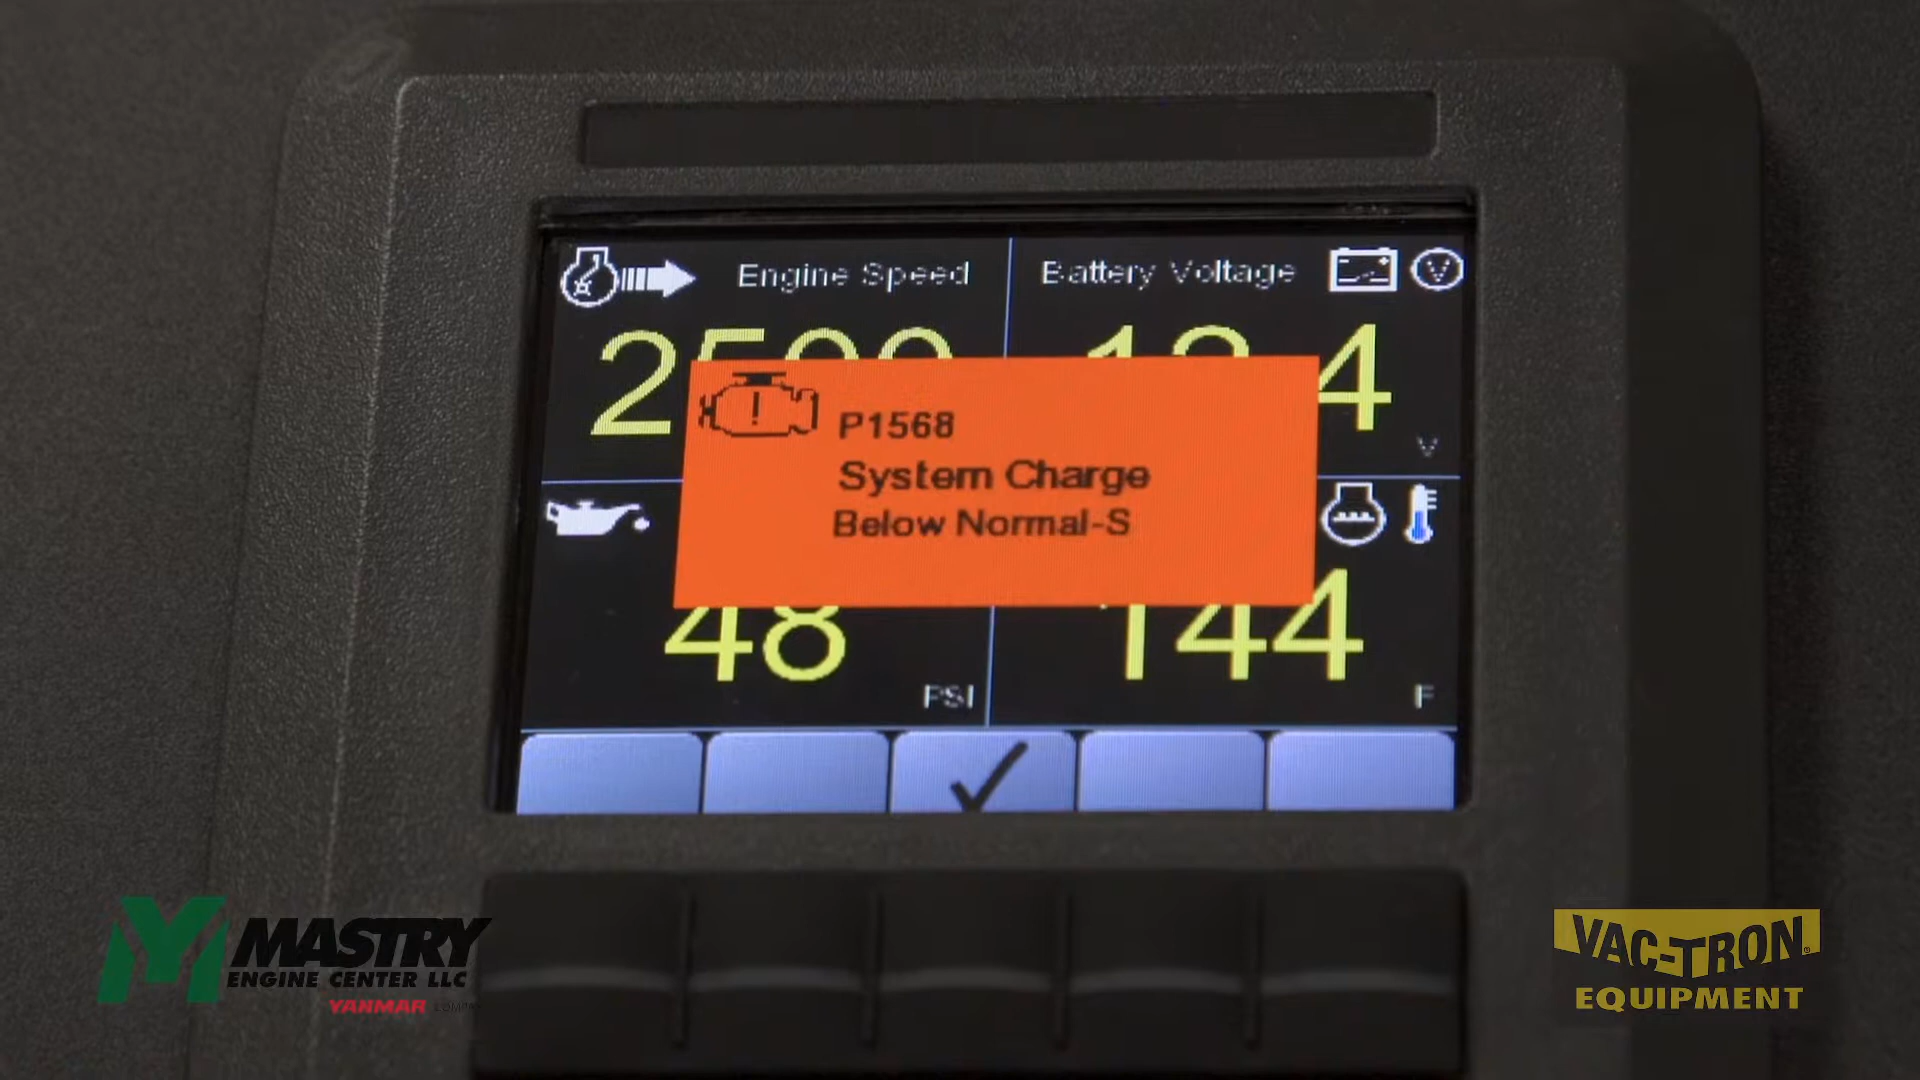 Engine Speed
Battery Voltage
V
P1568
System Charge
Below Normal-S
V
48
PSI
144
F
MASTRY
ENGINE CENTER LLC
YANMAR
VAC-TRON
EQUIPMENT